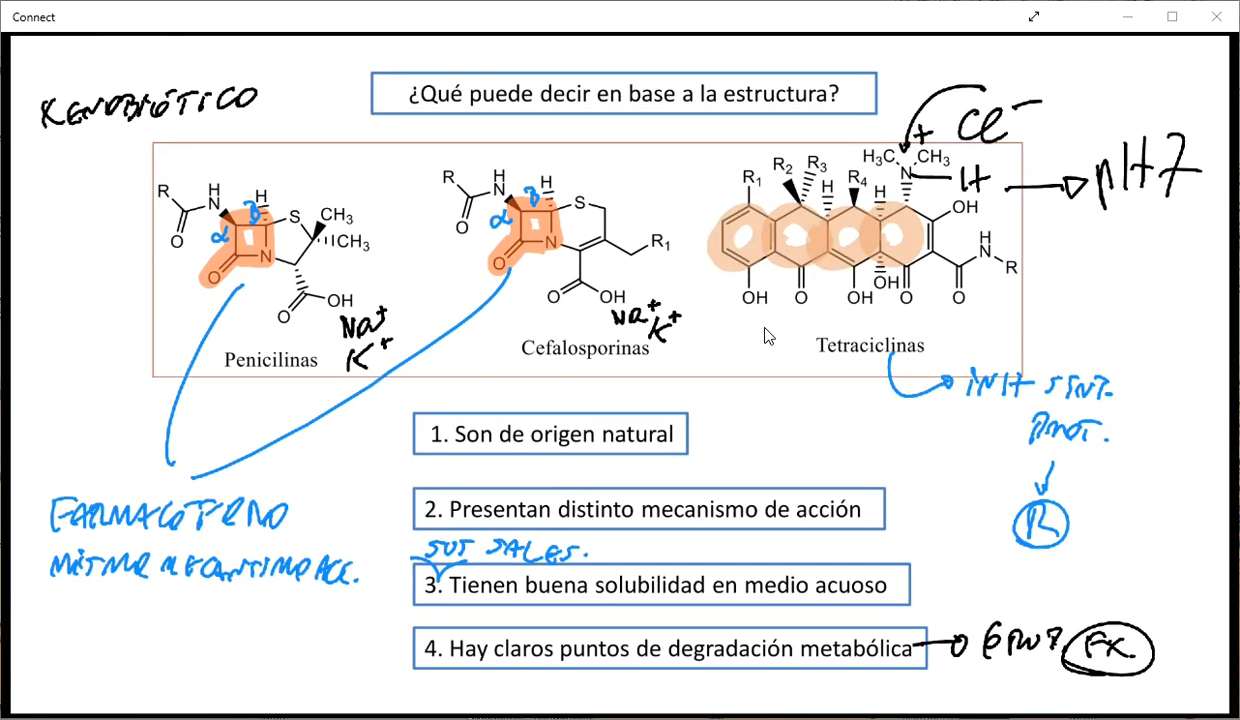 Connect
XENOBIÓTICO
¿Qué puede decir en base a la estructura?
Cl⁻
pH 7
R N H H S CH₃ CH₃ O N O OH
α β
Na⁺
K⁺
Penicilinas
R N H H S O N R₁ O OH
α β
Na⁺
K⁺
Cefalosporinas
R₁ R₂ R₃ H R₄ H H₃C N CH₃ + H OH
OH O OH OH O O N H R
Tetraciclinas
INH SINT.
PROT.
R
1. Son de origen natural
2. Presentan distinto mecanismo de acción
SUS SALES.
3. Tienen buena solubilidad en medio acuoso
4. Hay claros puntos de degradación metabólica
FARMACÓFORO
MISMO MECANISMO ACC.
FX.